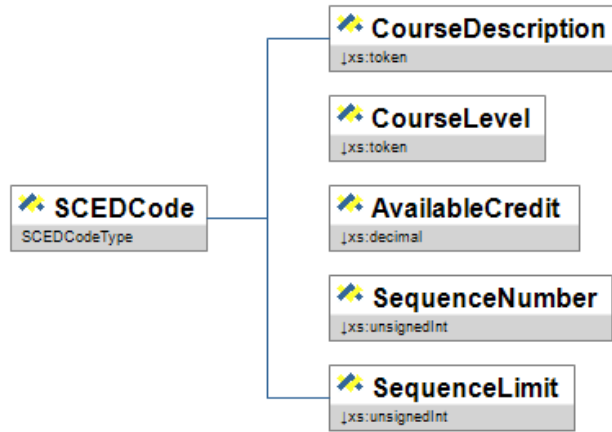 CourseDescription
↓xs:token
CourseLevel
↓xs:token
SCEDCode
SCEDCodeType
AvailableCredit
↓xs:decimal
SequenceNumber
↓xs:unsignedInt
SequenceLimit
↓xs:unsignedInt